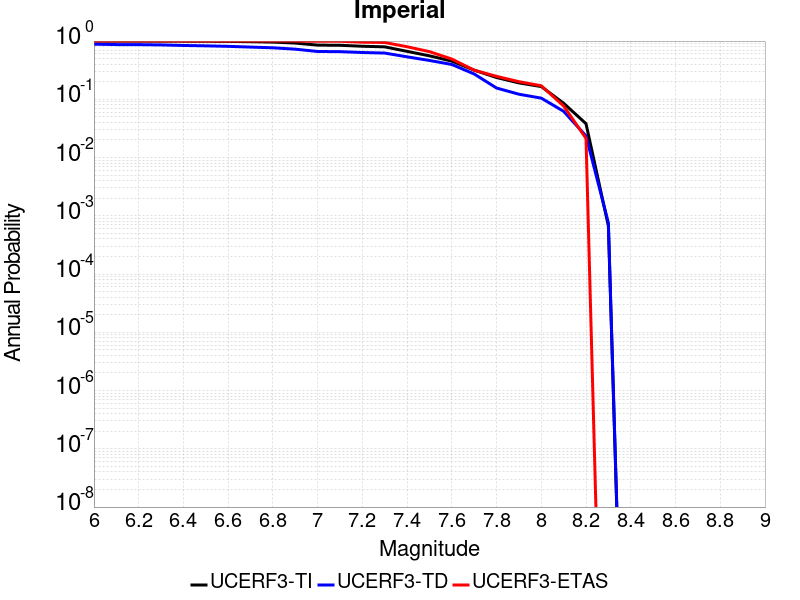 Imperial
10^0
10^-1
10^-2
10^-3
10^-4
10^-5
10^-6
10^-7
10^-8
Annual Probability
6 6.2 6.4 6.6 6.8 7 7.2 7.4 7.6 7.8 8 8.2 8.4 8.6 8.8 9
Magnitude
UCERF3-TI UCERF3-TD UCERF3-ETAS